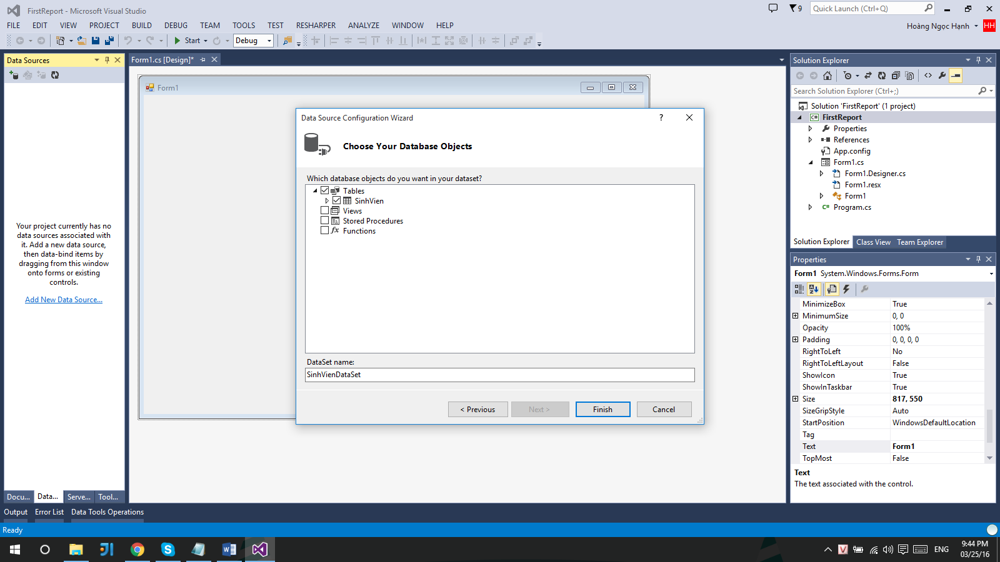 FirstReport - Microsoft Visual Studio
9
Quick Launch (Ctrl+Q)
FILE EDIT VIEW PROJECT BUILD DEBUG TEAM TOOLS TEST RESHARPER ANALYZE WINDOW HELP
Hoàng Ngọc Hạnh HH
Start Debug
Data Sources
Form1.cs [Design]*
Form1
Your project currently has no
data sources associated with
it. Add a new data source,
then data-bind items by
dragging from this window
onto forms or existing
controls.
Add New Data Source...
Docu... Data... Serve... Tool...
Data Source Configuration Wizard
?
Choose Your Database Objects
Which database objects do you want in your dataset?
Tables
SinhVien
Views
Stored Procedures
fx Functions
DataSet name:
SinhVienDataSet
< Previous Next > Finish Cancel
Solution Explorer
Search Solution Explorer (Ctrl+;)
Solution 'FirstReport' (1 project)
C# FirstReport
Properties
References
App.config
Form1.cs
Form1.Designer.cs
Form1.resx
Form1
C# Program.cs
Solution Explorer Class View Team Explorer
Properties
Form1 System.Windows.Forms.Form
MinimizeBox True
MinimumSize 0, 0
Opacity 100%
Padding 0, 0, 0, 0
RightToLeft No
RightToLeftLayout False
ShowIcon True
ShowInTaskbar True
Size 817, 550
SizeGripStyle Auto
StartPosition WindowsDefaultLocation
Tag
Text Form1
TopMost False
Text
The text associated with the control.
Output Error List Data Tools Operations
Ready
ENG
9:44 PM
03/25/16